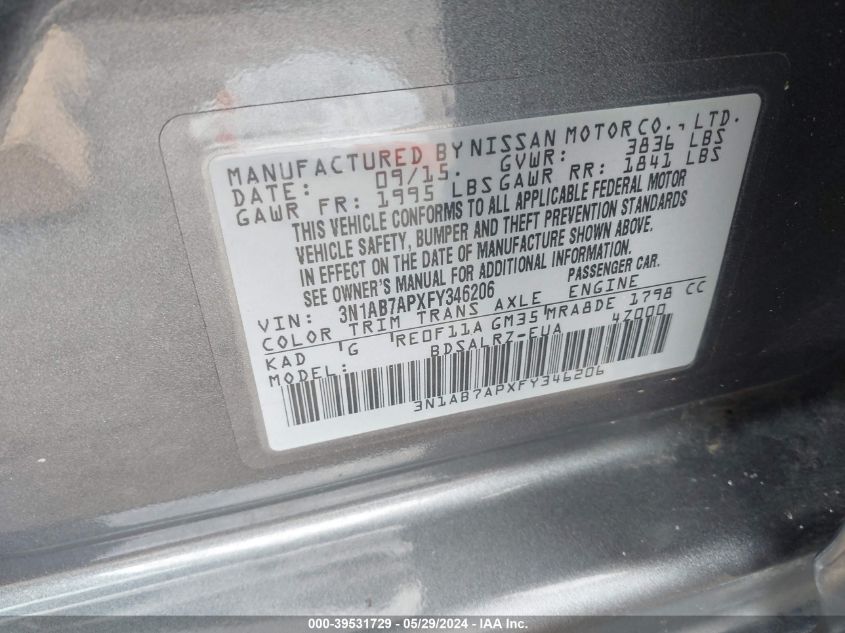 MANUFACTURED BY NISSAN MOTOR CO., LTD.
DATE: 09/15. GVWR: 3836 LBS
GAWR FR: 1995 LBS GAWR RR: 1841 LBS
THIS VEHICLE CONFORMS TO ALL APPLICABLE FEDERAL MOTOR
VEHICLE SAFETY, BUMPER AND THEFT PREVENTION STANDARDS
IN EFFECT ON THE DATE OF MANUFACTURE SHOWN ABOVE.
SEE OWNER'S MANUAL FOR ADDITIONAL INFORMATION.
VIN: 3N1AB7APXFY346206 PASSENGER CAR.
COLOR TRIM TRANS AXLE ENGINE
KAD G RE0F11A GM35 MRA8DE 1798 CC
MODEL: BDSALRZ-EUA 4Z000
3N1AB7APXFY346206
000-39531729 - 05/29/2024 - IAA Inc.